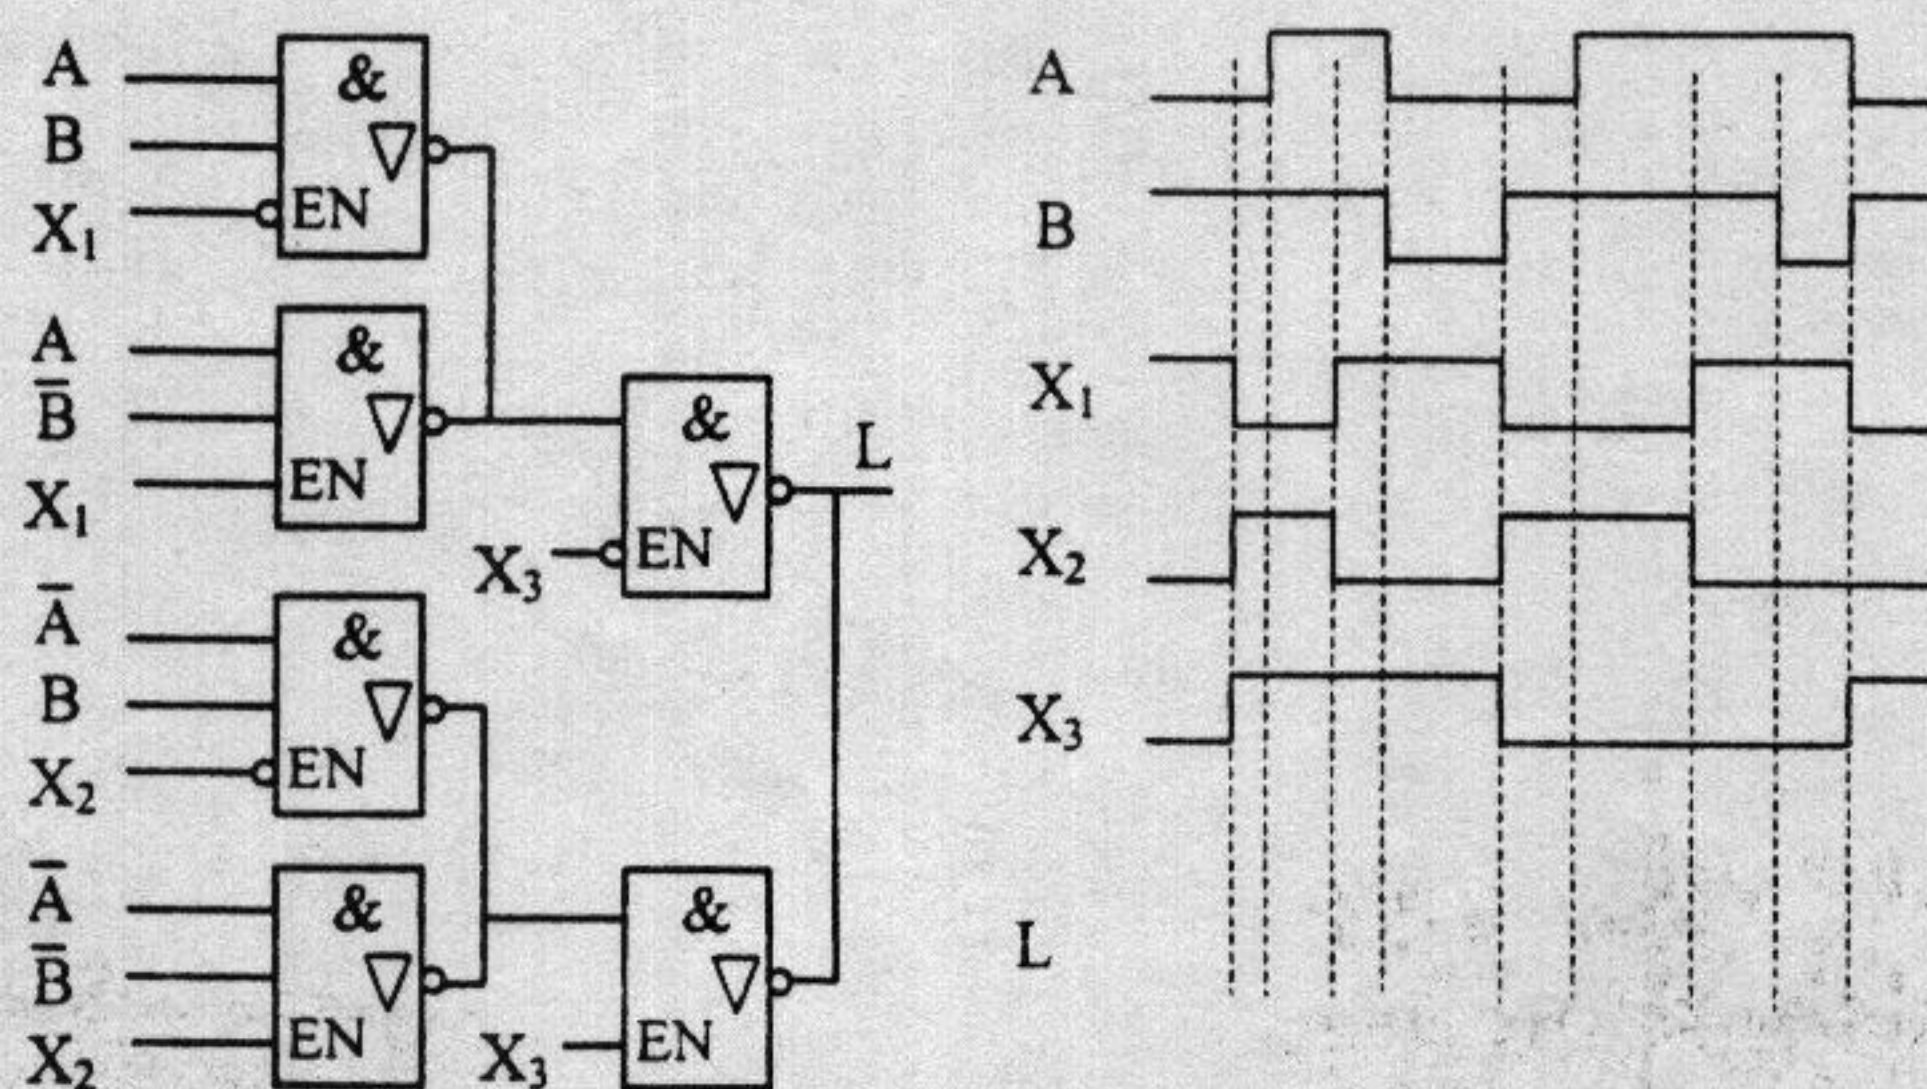 A
&
B
▽
X₁
EN
A
&
B̅
▽
X₁
EN
&
▽
L
X₃
EN
A̅
&
B
▽
X₂
EN
A̅
&
B̅
▽
X₂
EN
&
▽
X₃
EN
A
B
X₁
X₂
X₃
L